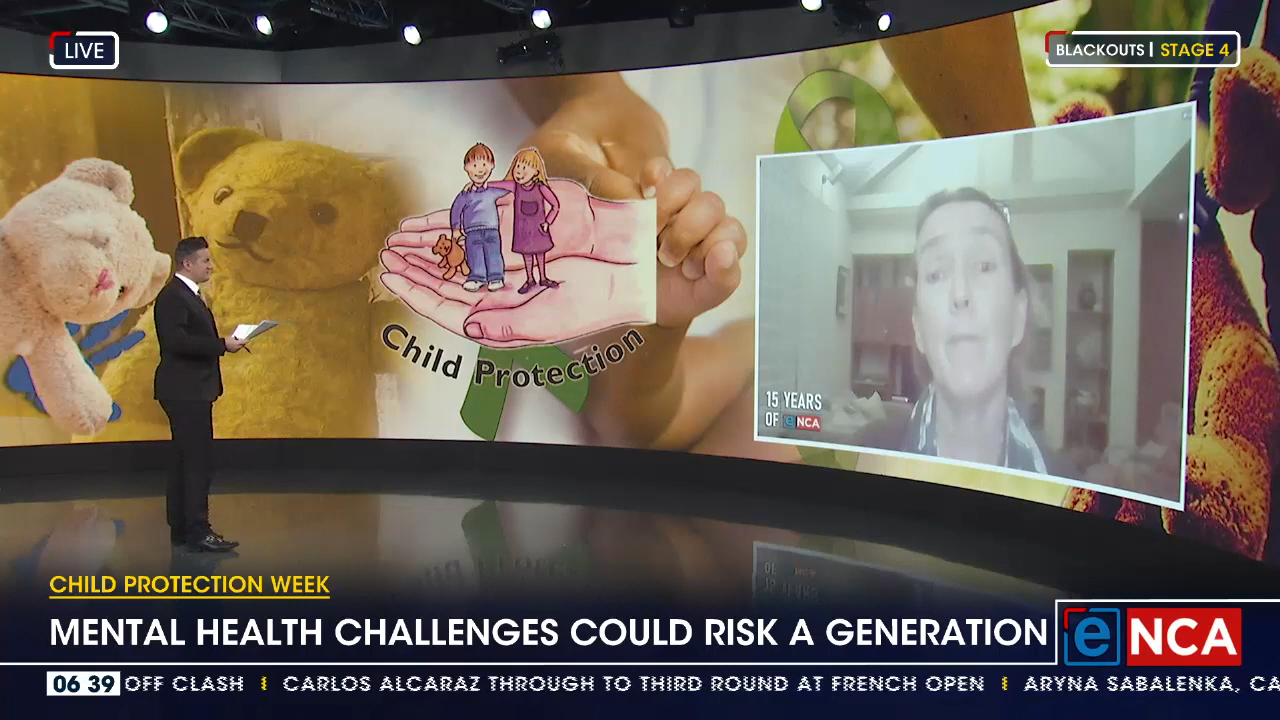 LIVE
BLACKOUTS | STAGE 4
Child Protection
15 YEARS
OF eNCA
CHILD PROTECTION WEEK
MENTAL HEALTH CHALLENGES COULD RISK A GENERATION
eNCA
06 39 OFF CLASH CARLOS ALCARAZ THROUGH TO THIRD ROUND AT FRENCH OPEN ARYNA SABALENKA, CA